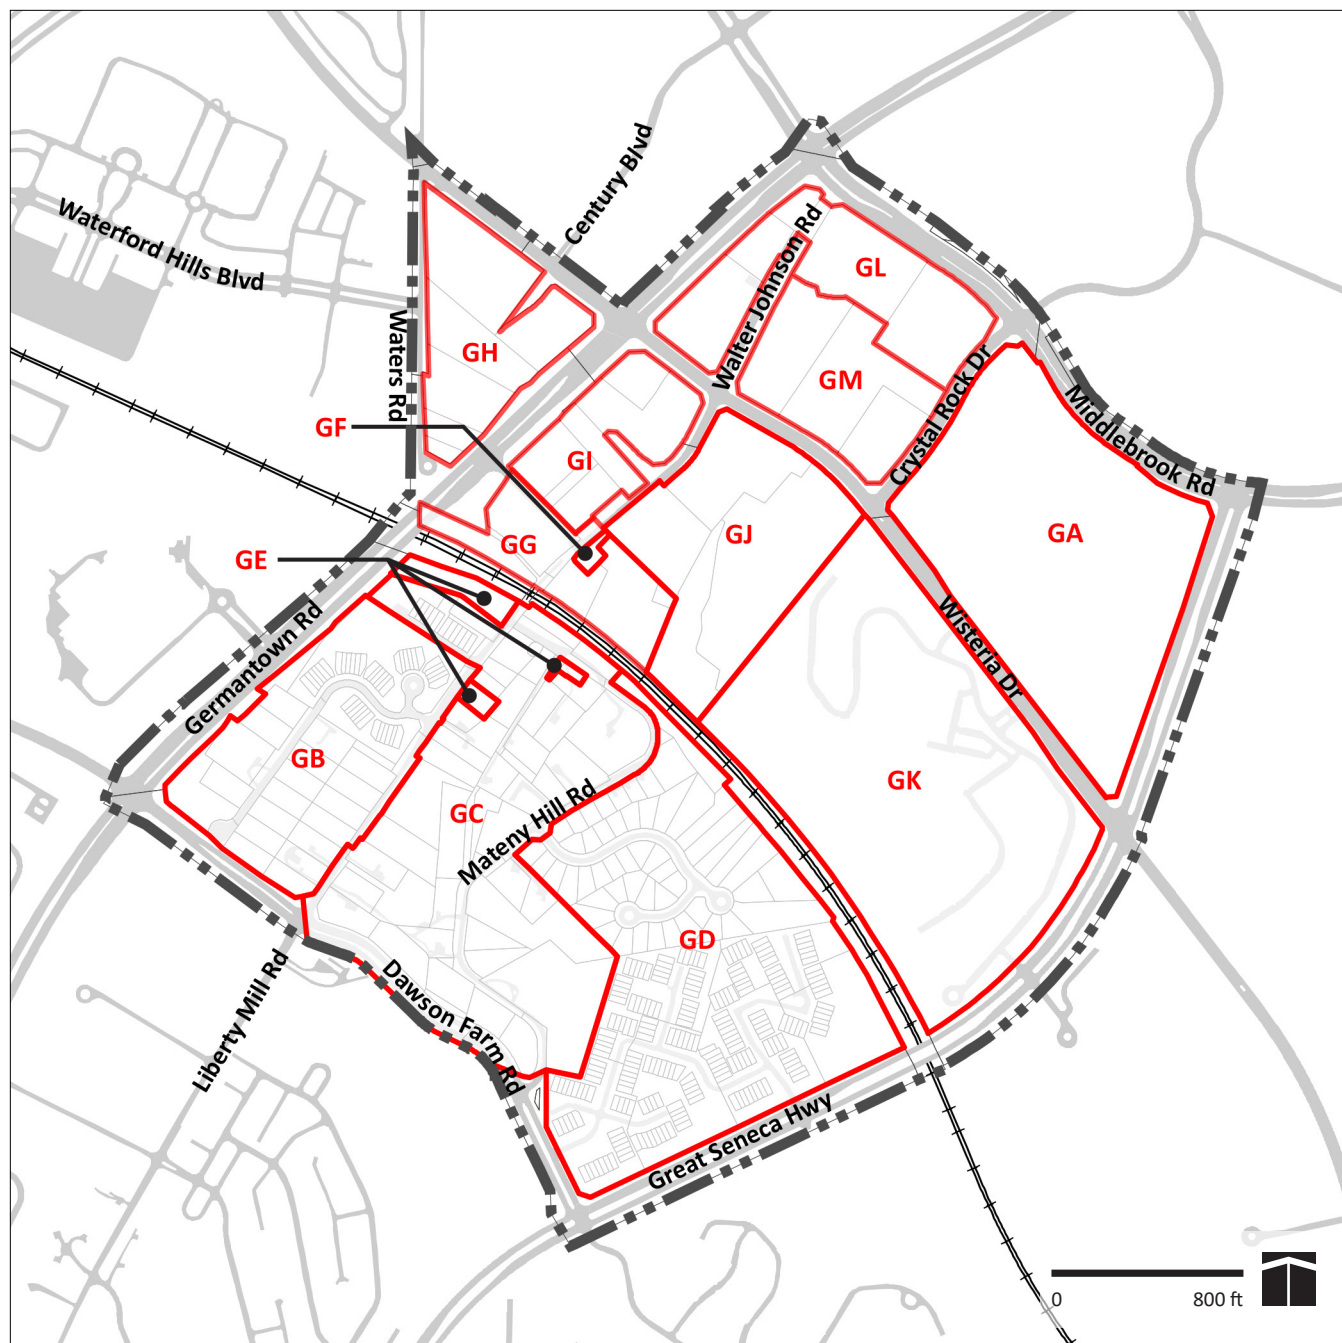 Century Blvd
Waterford Hills Blvd
Walter Johnson Rd
GL
Waters Rd
GH
GM
Crystal Rock Dr
Middlebrook Rd
GF
GI
GG
GJ
GA
GE
Germantown Rd
Wisteria Dr
GB
GC
Mateny Hill Rd
GK
GD
Dawson Farm Rd
Liberty Mill Rd
Great Seneca Hwy
0 800 ft